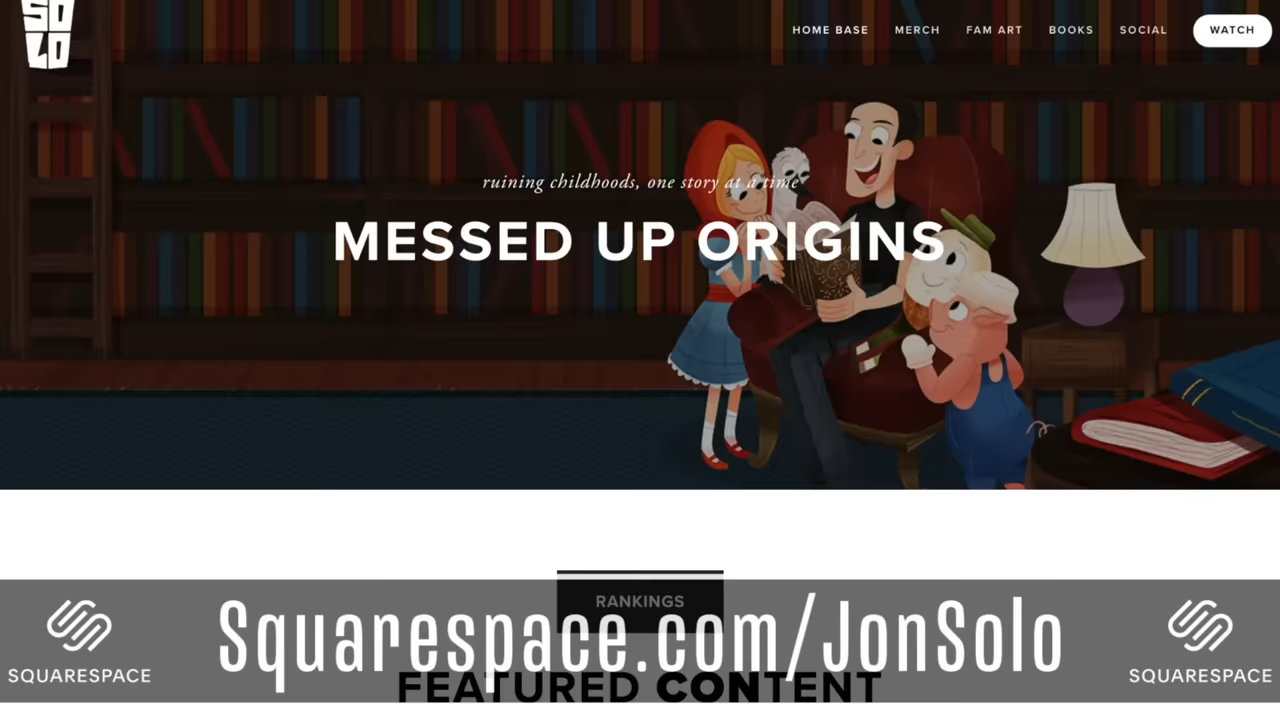 SO
LO
HOME BASE MERCH FAM ART BOOKS SOCIAL WATCH
ruining childhoods, one story at a time
MESSED UP ORIGINS
RANKINGS
Squarespace.com/JonSolo
SQUARESPACE
SQUARESPACE
FEATURED CONTENT